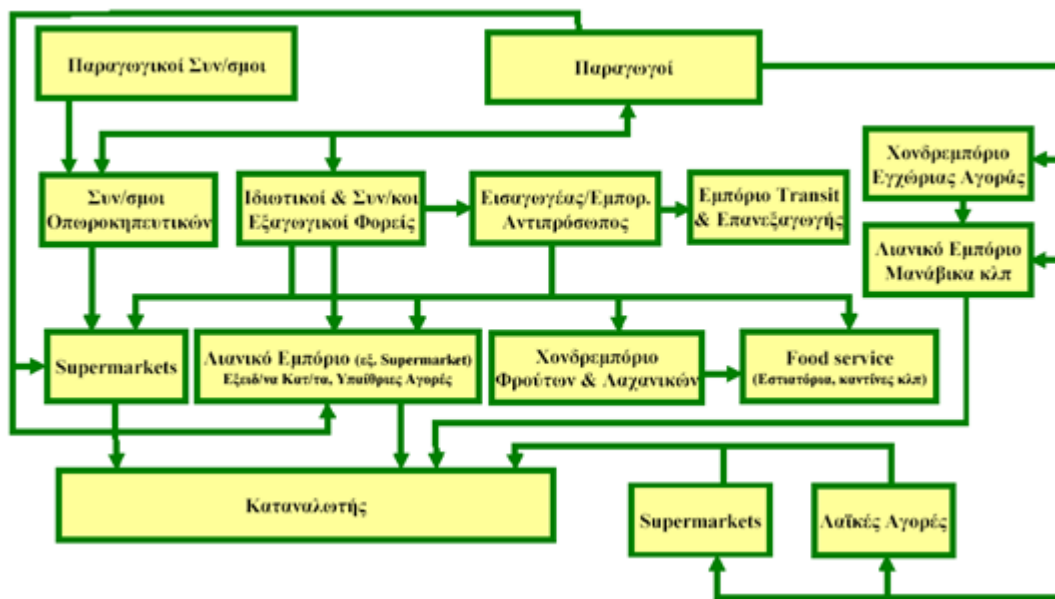 Παραγωγικοί Συν/σμοι
Παραγωγοί
Χονδρεμπόριο
Εγχώριας Αγοράς
Συν/σμοι
Οπωροκηπευτικών
Ιδιωτικοί & Συν/κοι
Εξαγωγικοί Φορείς
Εισαγωγέας/Εμπορ.
Αντιπρόσωπος
Εμπόριο Transit
& Επανεξαγωγής
Λιανικό Εμπόριο
Μανάβικα κλπ
Supermarkets
Λιανικό Εμπόριο (εξ. Supermarket)
Εξειδ/να Κατ/τα, Υπαίθριες Αγορές
Χονδρεμπόριο
Φρούτων & Λαχανικών
Food service
(Εστιατόρια, καντίνες κλπ)
Καταναλωτής
Supermarkets
Λαϊκές Αγορές